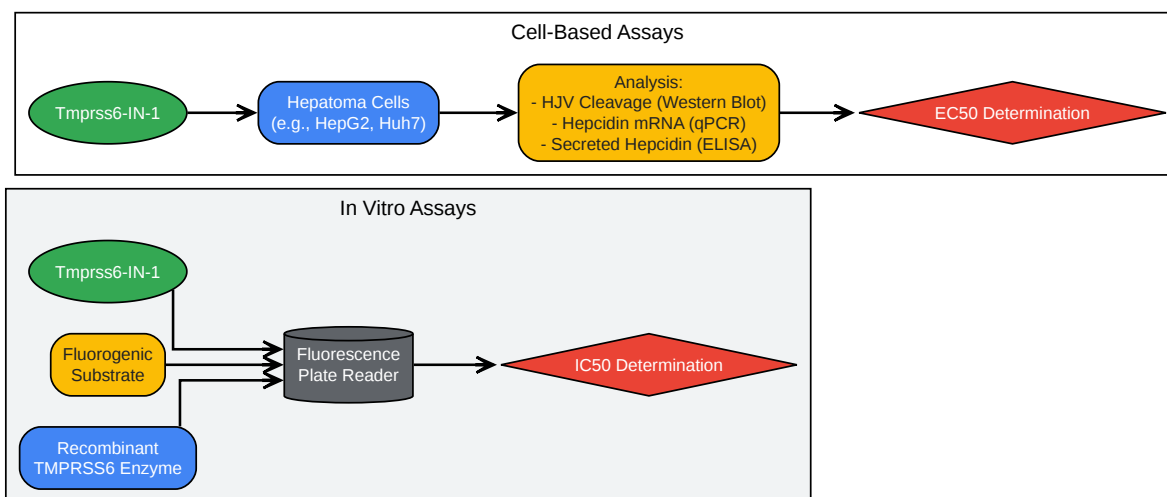 Cell-Based Assays
Tmprss6-IN-1
Hepatoma Cells
(e.g., HepG2, Huh7)
Analysis:
- HJV Cleavage (Western Blot)
- Hepcidin mRNA (qPCR)
- Secreted Hepcidin (ELISA)
EC50 Determination
In Vitro Assays
Tmprss6-IN-1
Fluorogenic
Substrate
Recombinant
TMPRSS6 Enzyme
Fluorescence
Plate Reader
IC50 Determination